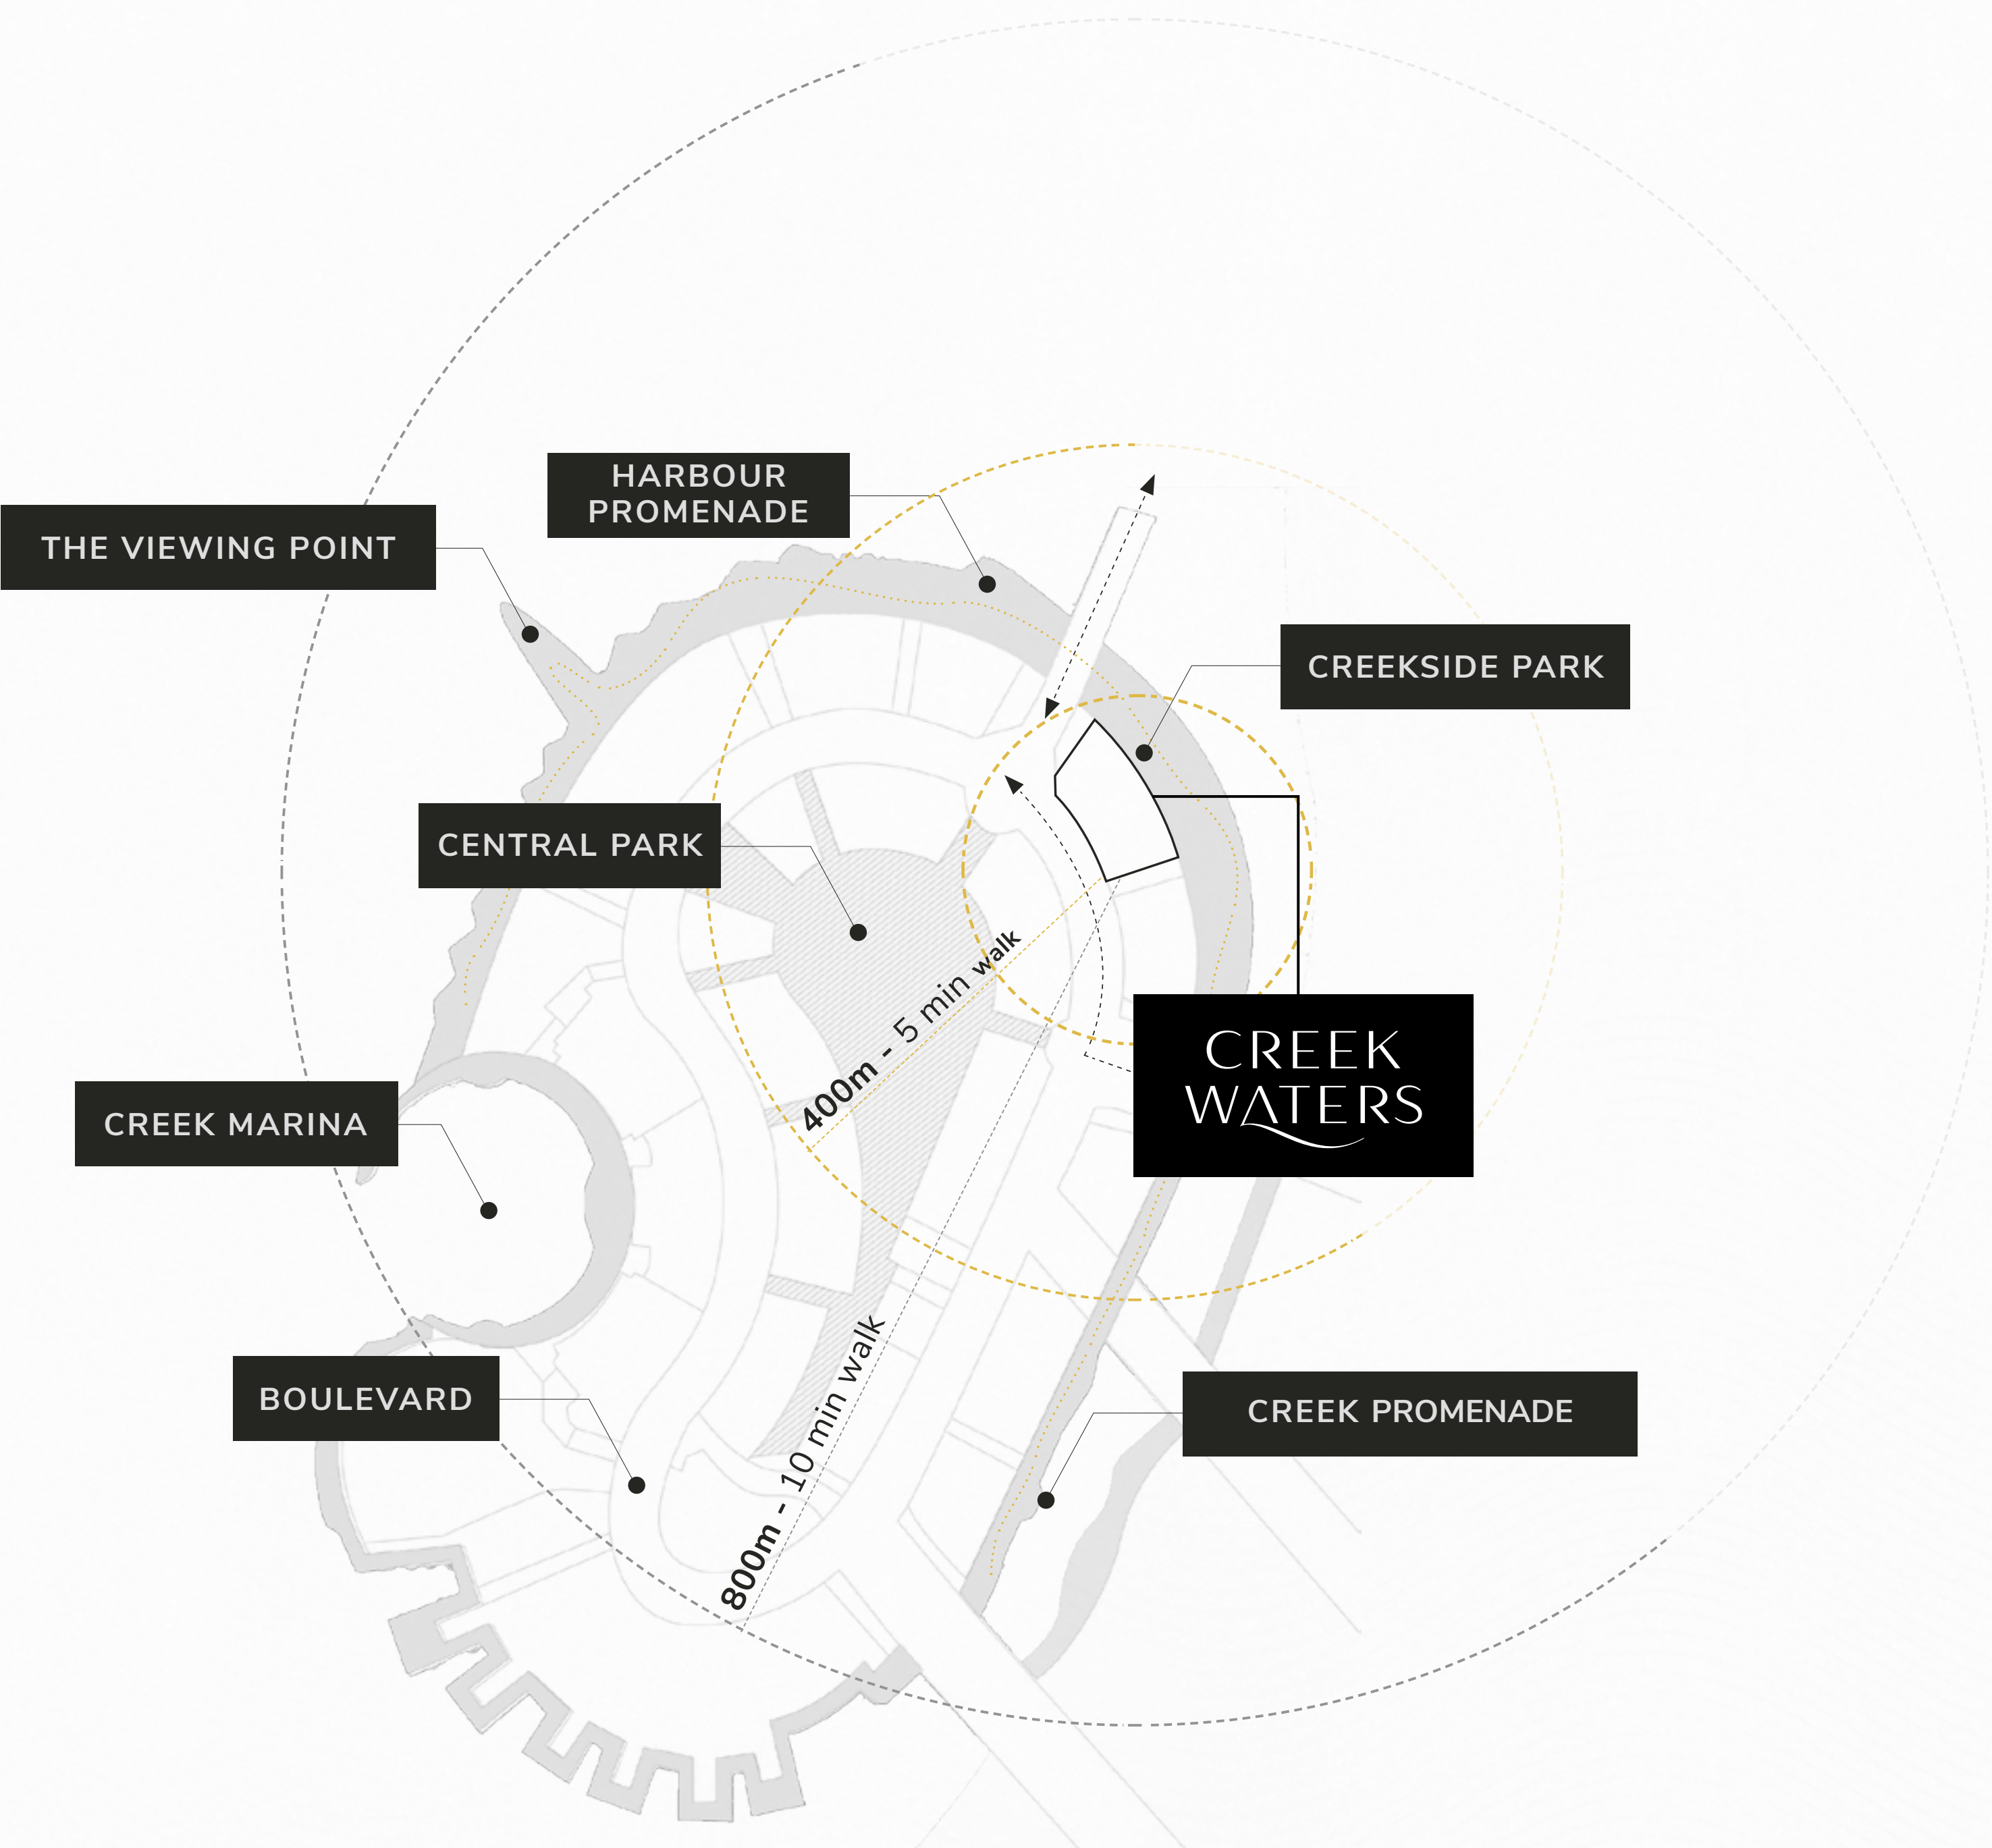 HARBOUR
PROMENADE
THE VIEWING POINT
CREEKSIDE PARK
CENTRAL PARK
400m - 5 min walk
CREEK
WATERS
CREEK MARINA
BOULEVARD
800m - 10 min walk
CREEK PROMENADE